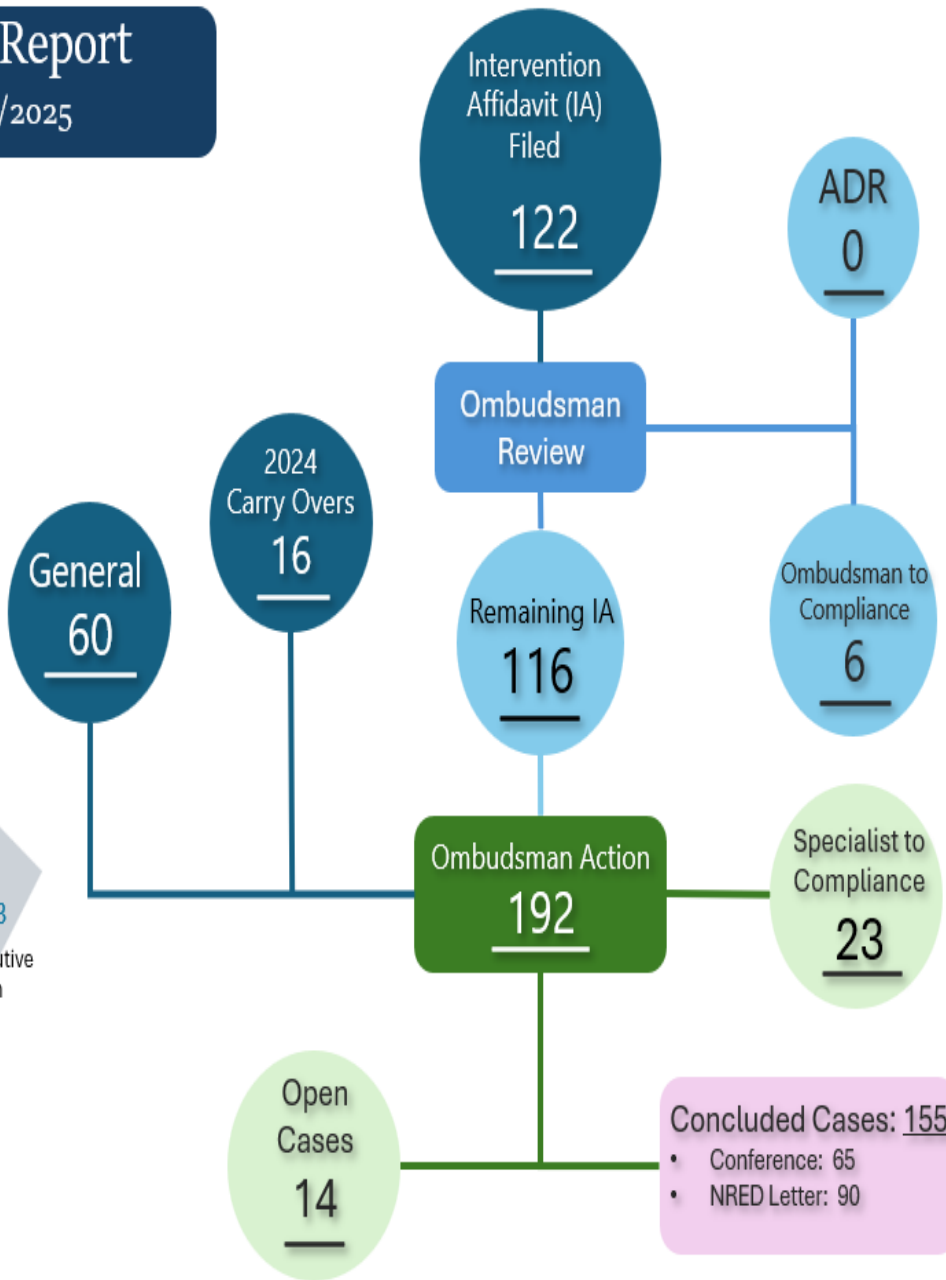 Report
/2025
Intervention
Affidavit (IA)
Filed
122
ADR
0
Ombudsman
Review
2024
Carry Overs
16
General
60
Remaining IA
116
Ombudsman to
Compliance
6
Ombudsman Action
192
Specialist to
Compliance
23
Open
Cases
14
Concluded Cases: 155
• Conference: 65
• NRED Letter: 90